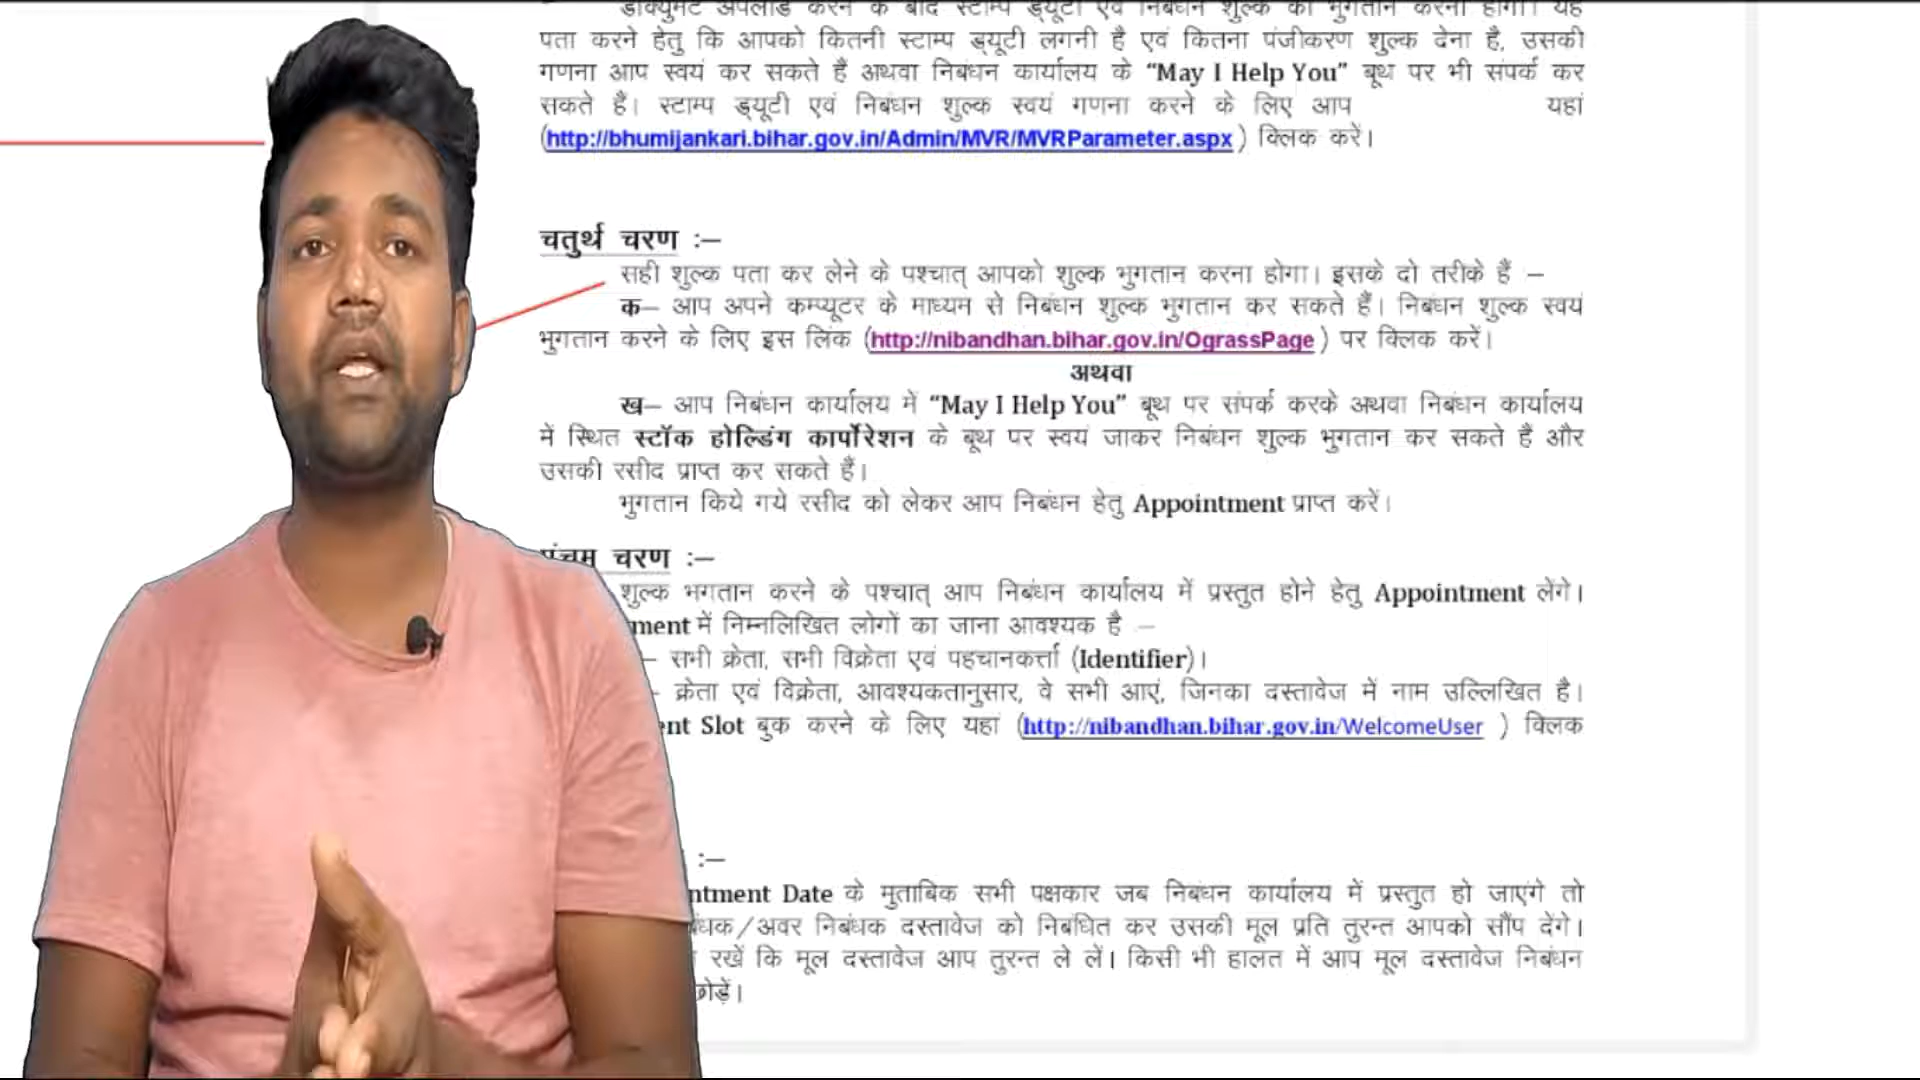 डॉक्युमेंट अपलोड करने के बाद स्टाम्प ड्यूटी एवं निबंधन शुल्क का भुगतान करना होगा। यह
पता करने हेतु कि आपको कितनी स्टाम्प ड्यूटी लगनी है एवं कितना पंजीकरण शुल्क देना है, उसकी
गणना आप स्वयं कर सकते हैं अथवा निबंधन कार्यालय के “May I Help You” बूथ पर भी संपर्क कर
सकते हैं। स्टाम्प ड्यूटी एवं निबंधन शुल्क स्वयं गणना करने के लिए आप यहां
(http://bhumijankari.bihar.gov.in/Admin/MVR/MVRParameter.aspx) क्लिक करें।
चतुर्थ चरण :–
सही शुल्क पता कर लेने के पश्चात् आपको शुल्क भुगतान करना होगा। इसके दो तरीके हैं –
क– आप अपने कम्प्यूटर के माध्यम से निबंधन शुल्क भुगतान कर सकते हैं। निबंधन शुल्क स्वयं
भुगतान करने के लिए इस लिंक (http://nibandhan.bihar.gov.in/OgrassPage) पर क्लिक करें।
अथवा
ख– आप निबंधन कार्यालय में “May I Help You” बूथ पर संपर्क करके अथवा निबंधन कार्यालय
में स्थित स्टॉक होल्डिंग कार्पोरेशन के बूथ पर स्वयं जाकर निबंधन शुल्क भुगतान कर सकते हैं और
उसकी रसीद प्राप्त कर सकते हैं।
भुगतान किये गये रसीद को लेकर आप निबंधन हेतु Appointment प्राप्त करें।
पंचम चरण :–
शुल्क भगतान करने के पश्चात् आप निबंधन कार्यालय में प्रस्तुत होने हेतु Appointment लेंगे।
ment में निम्नलिखित लोगों का जाना आवश्यक है –
– सभी क्रेता, सभी विक्रेता एवं पहचानकर्त्ता (Identifier)।
- क्रेता एवं विक्रेता, आवश्यकतानुसार, वे सभी आएं, जिनका दस्तावेज में नाम उल्लिखित है।
ent Slot बुक करने के लिए यहां (http://nibandhan.bihar.gov.in/WelcomeUser ) क्लिक
:–
ntment Date के मुताबिक सभी पक्षकार जब निबंधन कार्यालय में प्रस्तुत हो जाएंगे तो
बंधक/अवर निबंधक दस्तावेज को निबंधित कर उसकी मूल प्रति तुरन्त आपको सौंप देंगे।
रखें कि मूल दस्तावेज आप तुरन्त ले लें। किसी भी हालत में आप मूल दस्तावेज निबंधन
छोड़ें।